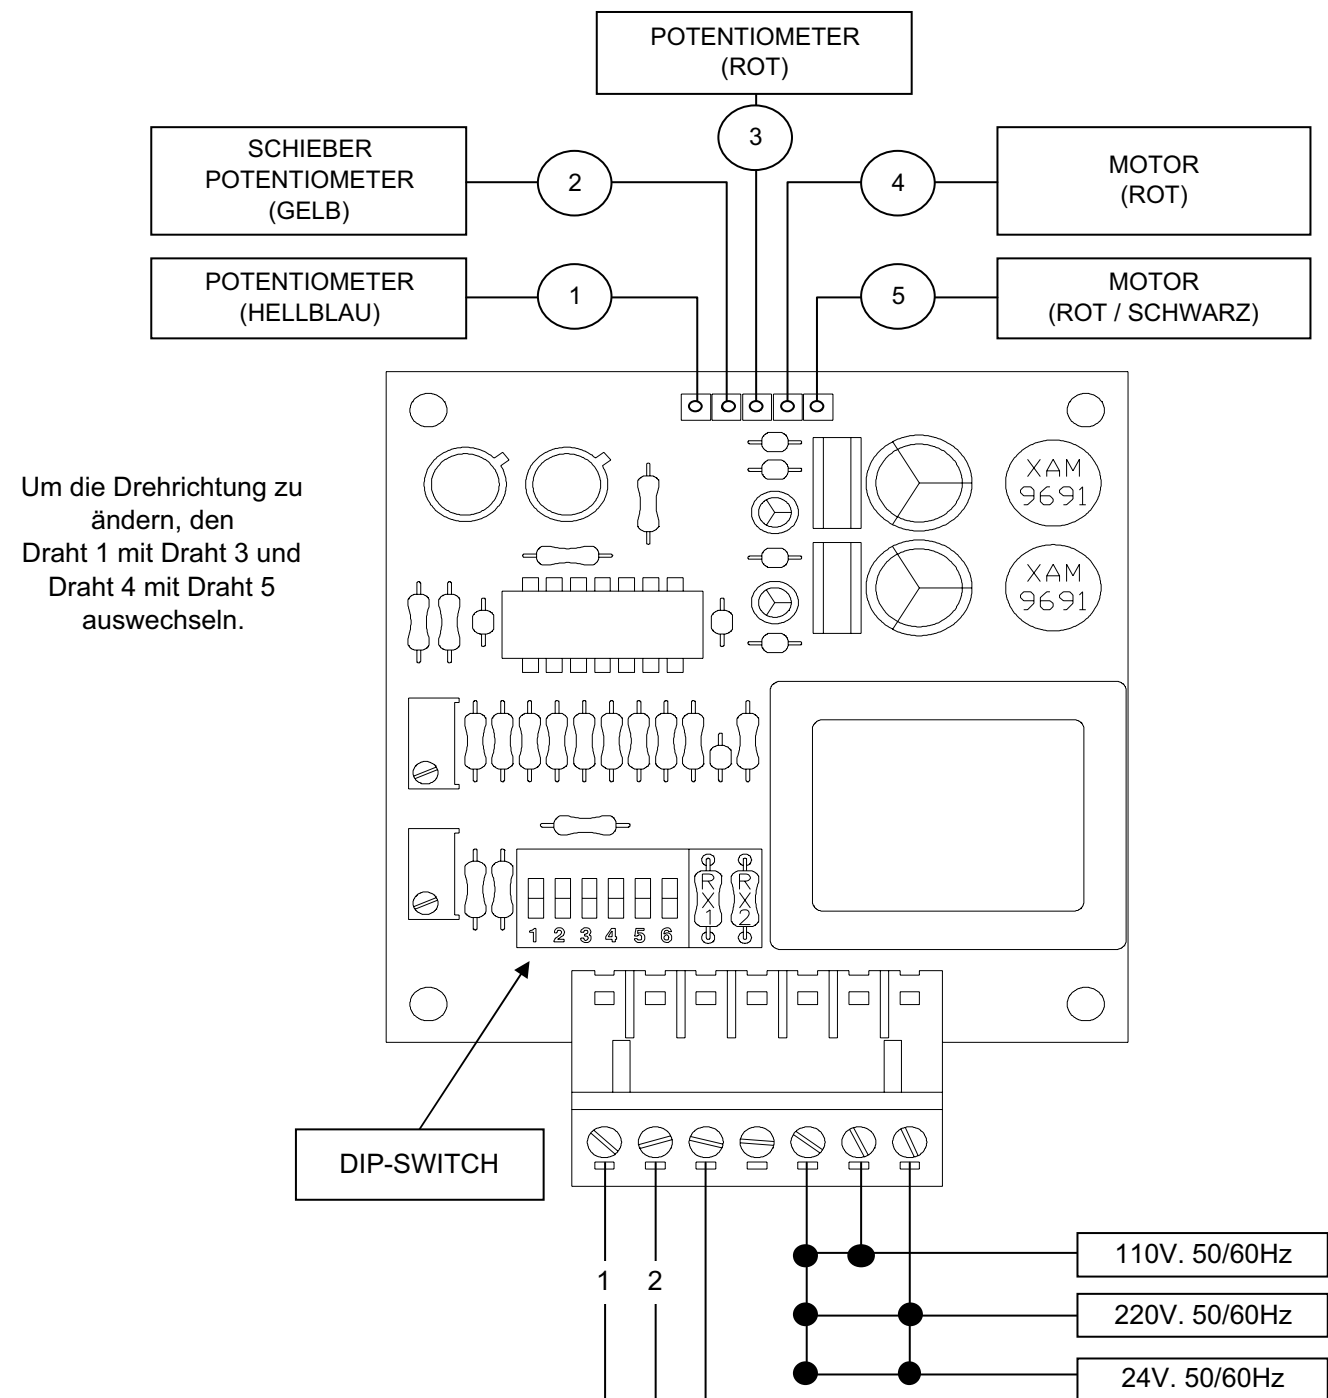 POTENTIOMETER
(ROT)
3
SCHIEBER
POTENTIOMETER
(GELB)
2
4
MOTOR
(ROT)
POTENTIOMETER
(HELLBLAU)
1
5
MOTOR
(ROT / SCHWARZ)
Um die Drehrichtung zu
ändern, den
Draht 1 mit Draht 3 und
Draht 4 mit Draht 5
auswechseln.
XAM
9691
XAM
9691
RX1
RX2
1 2 3 4 5 6
DIP-SWITCH
1
2
110V. 50/60Hz
220V. 50/60Hz
24V. 50/60Hz